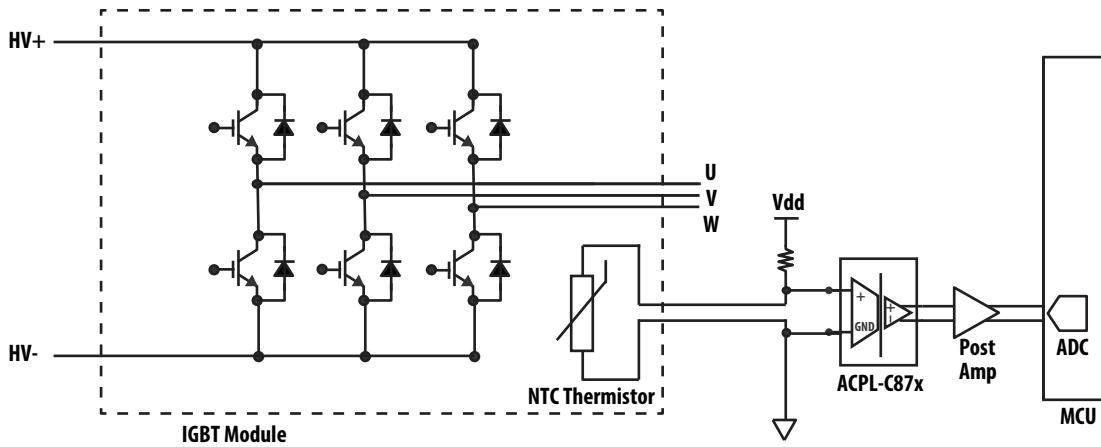 HV+
U
V
W
Vdd
+
GND
+
–
HV-
NTC Thermistor
ACPL-C87x
Post
Amp
ADC
IGBT Module
MCU